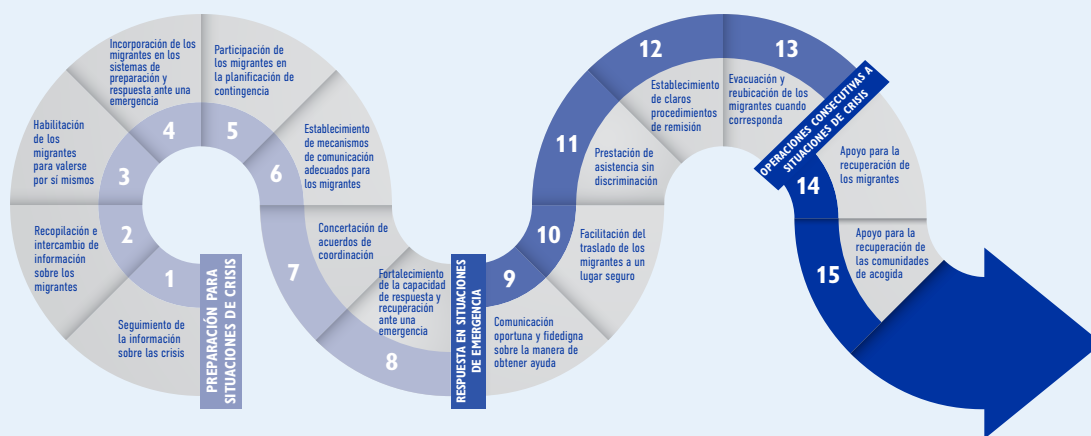 PREPARACIÓN PARA
SITUACIONES DE CRISIS
1
Seguimiento de
la información
sobre las crisis
2
Recopilación e
intercambio de
información
sobre los
migrantes
3
Habilitación
de los
migrantes
para valerse
por sí mismos
4
Incorporación de los
migrantes en los
sistemas de
preparación y
respuesta ante una
emergencia
5
Participación de
los migrantes en
la planificación de
contingencia
6
Establecimiento
de mecanismos
de comunicación
adecuados para
los migrantes
7
Concertación de
acuerdos de
coordinación
8
Fortalecimiento
de la capacidad
de respuesta y
recuperación
ante una
emergencia
RESPUESTA EN SITUACIONES
DE EMERGENCIA
9
Comunicación
oportuna y fidedigna
sobre la manera de
obtener ayuda
10
Facilitación del
traslado de los
migrantes a un
lugar seguro
11
Prestación de
asistencia sin
discriminación
12
Establecimiento
de claros
procedimientos
de remisión
13
Evacuación y
reubicación de los
migrantes cuando
corresponda
OPERACIONES CONSECUTIVAS A
SITUACIONES DE CRISIS
14
Apoyo para la
recuperación de
los migrantes
15
Apoyo para la
recuperación de
las comunidades
de acogida